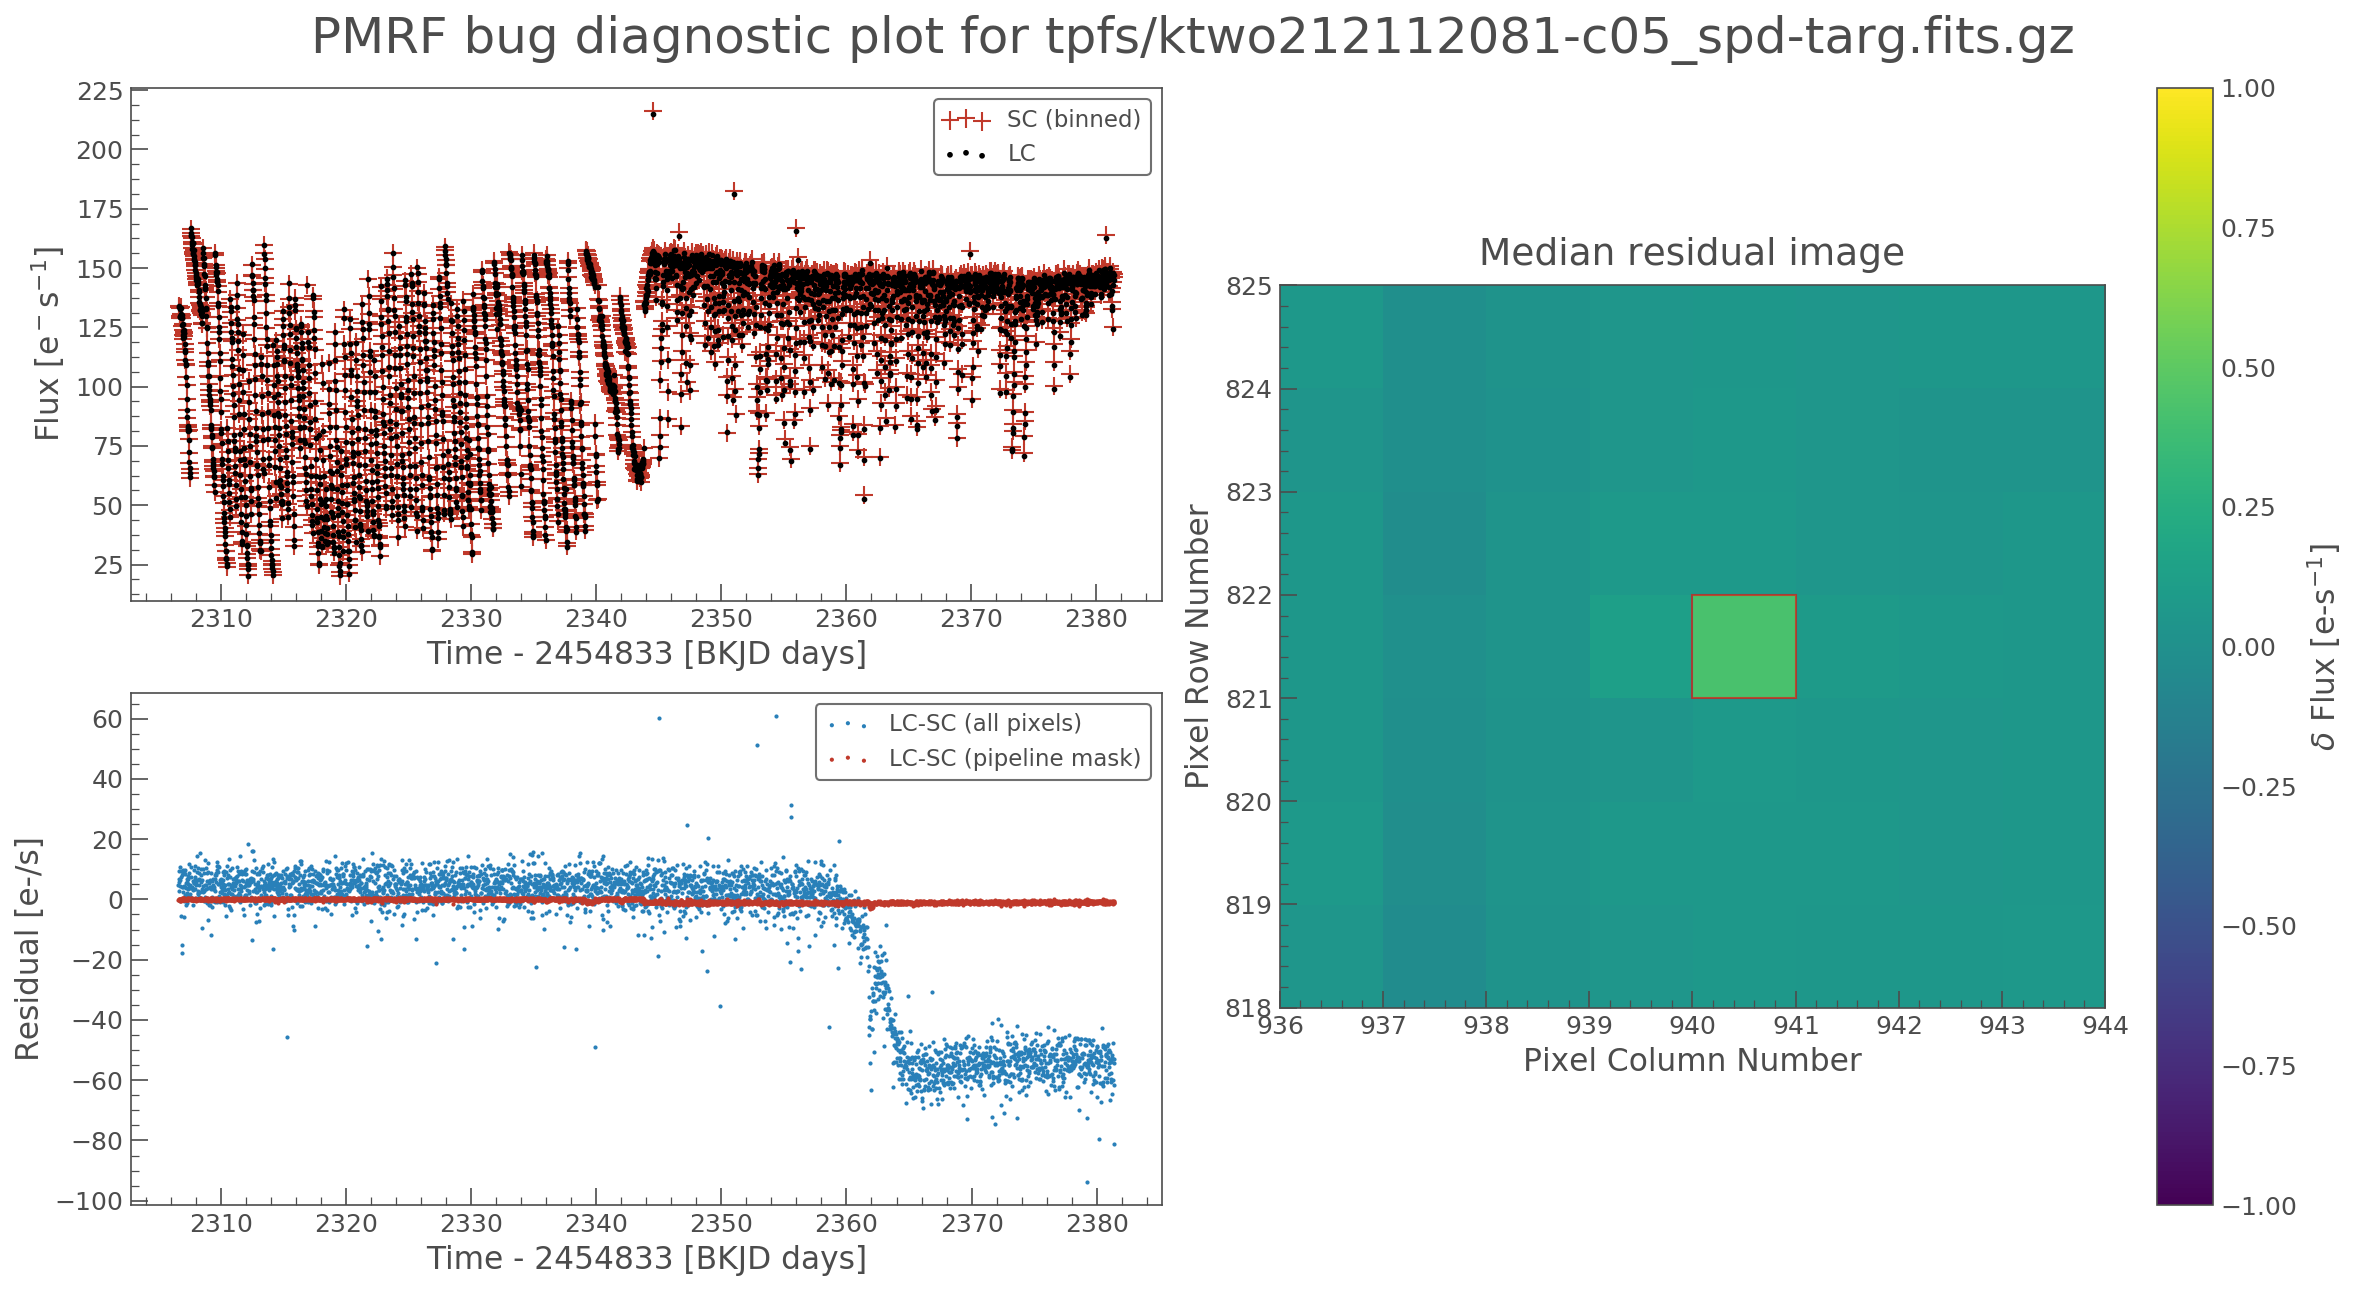 PMRF bug diagnostic plot for tpfs/ktwo212112081-c05_spd-targ.fits.gz
225
200
175
150
125
100
75
50
25
Flux [e⁻ s⁻¹]
SC (binned)
LC
2310 2320 2330 2340 2350 2360 2370 2380
Time - 2454833 [BKJD days]
60
40
20
0
−20
−40
−60
−80
−100
Residual [e-/s]
LC-SC (all pixels)
LC-SC (pipeline mask)
2310 2320 2330 2340 2350 2360 2370 2380
Time - 2454833 [BKJD days]
Median residual image
825
824
823
822
821
820
819
818
Pixel Row Number
936 937 938 939 940 941 942 943 944
Pixel Column Number
1.00
0.75
0.50
0.25
0.00
−0.25
−0.50
−0.75
−1.00
δ Flux [e-s⁻¹]